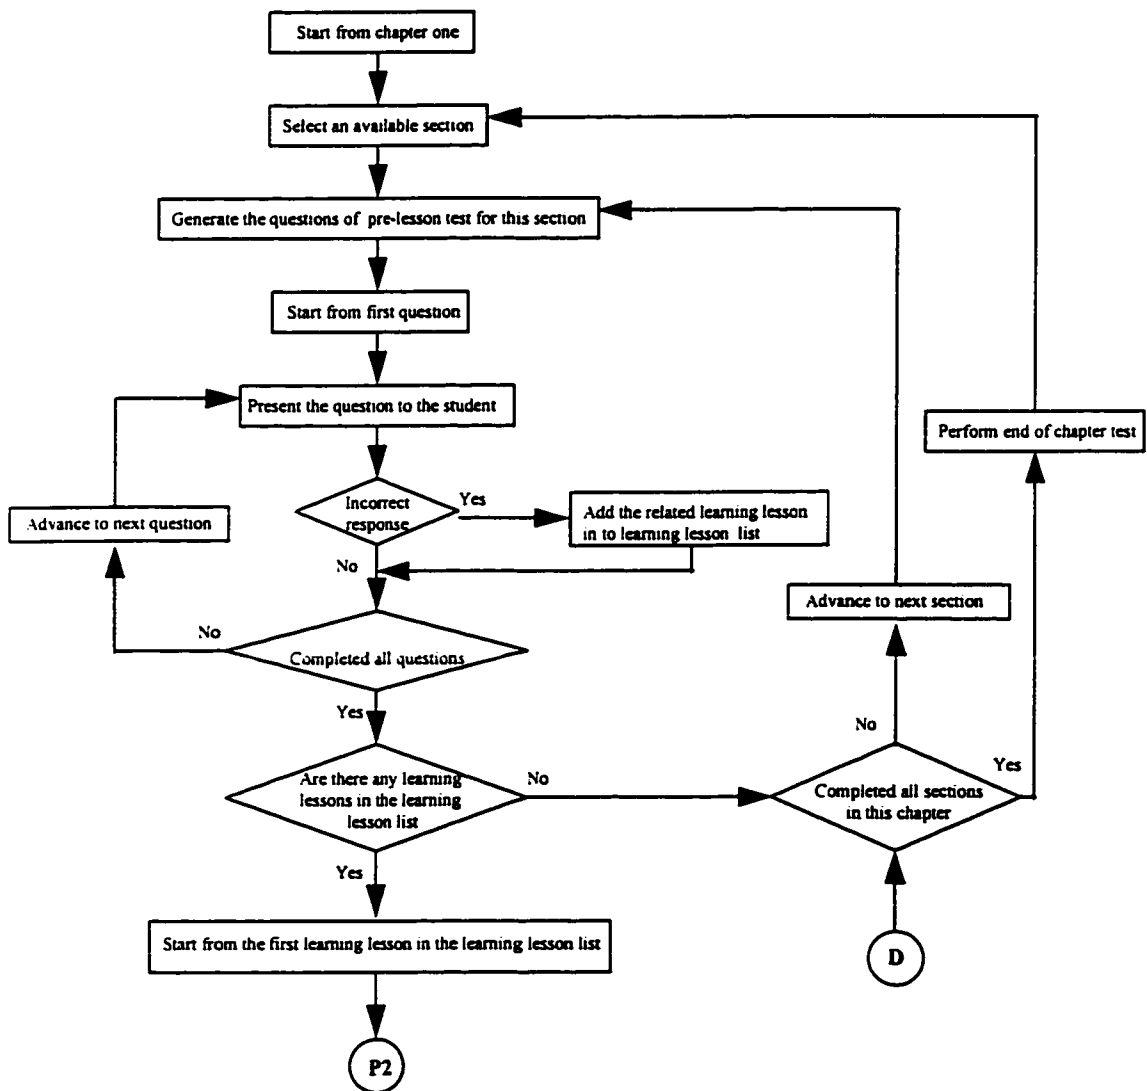 Start from chapter one
Select an available section
Generate the questions of pre-lesson test for this section
Start from first question
Present the question to the student
Perform end of chapter test
Incorrect
response
Yes
Add the related learning lesson
in to learning lesson list
Advance to next question
No
Advance to next section
No
Completed all questions
Yes
No
Yes
Are there any learning
lessons in the learning
lesson list
No
Completed all sections
in this chapter
Yes
Start from the first learning lesson in the learning lesson list
D
P2